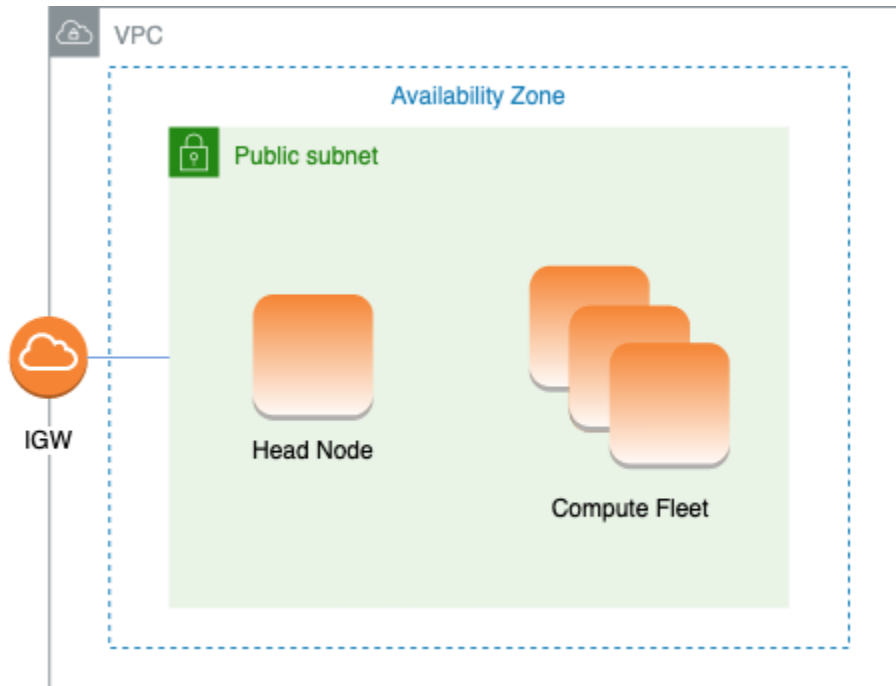 VPC
Availability Zone
Public subnet
IGW
Head Node
Compute Fleet